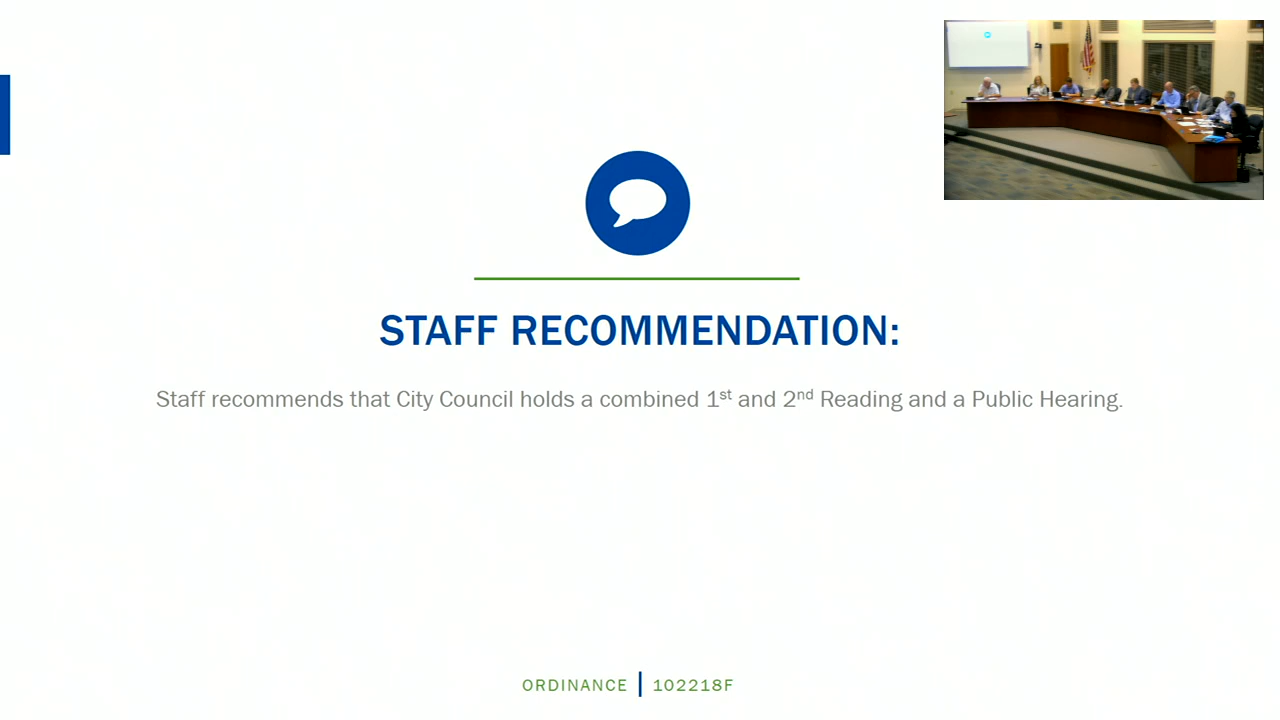 STAFF RECOMMENDATION:
Staff recommends that City Council holds a combined 1st and 2nd Reading and a Public Hearing.
ORDINANCE | 102218F